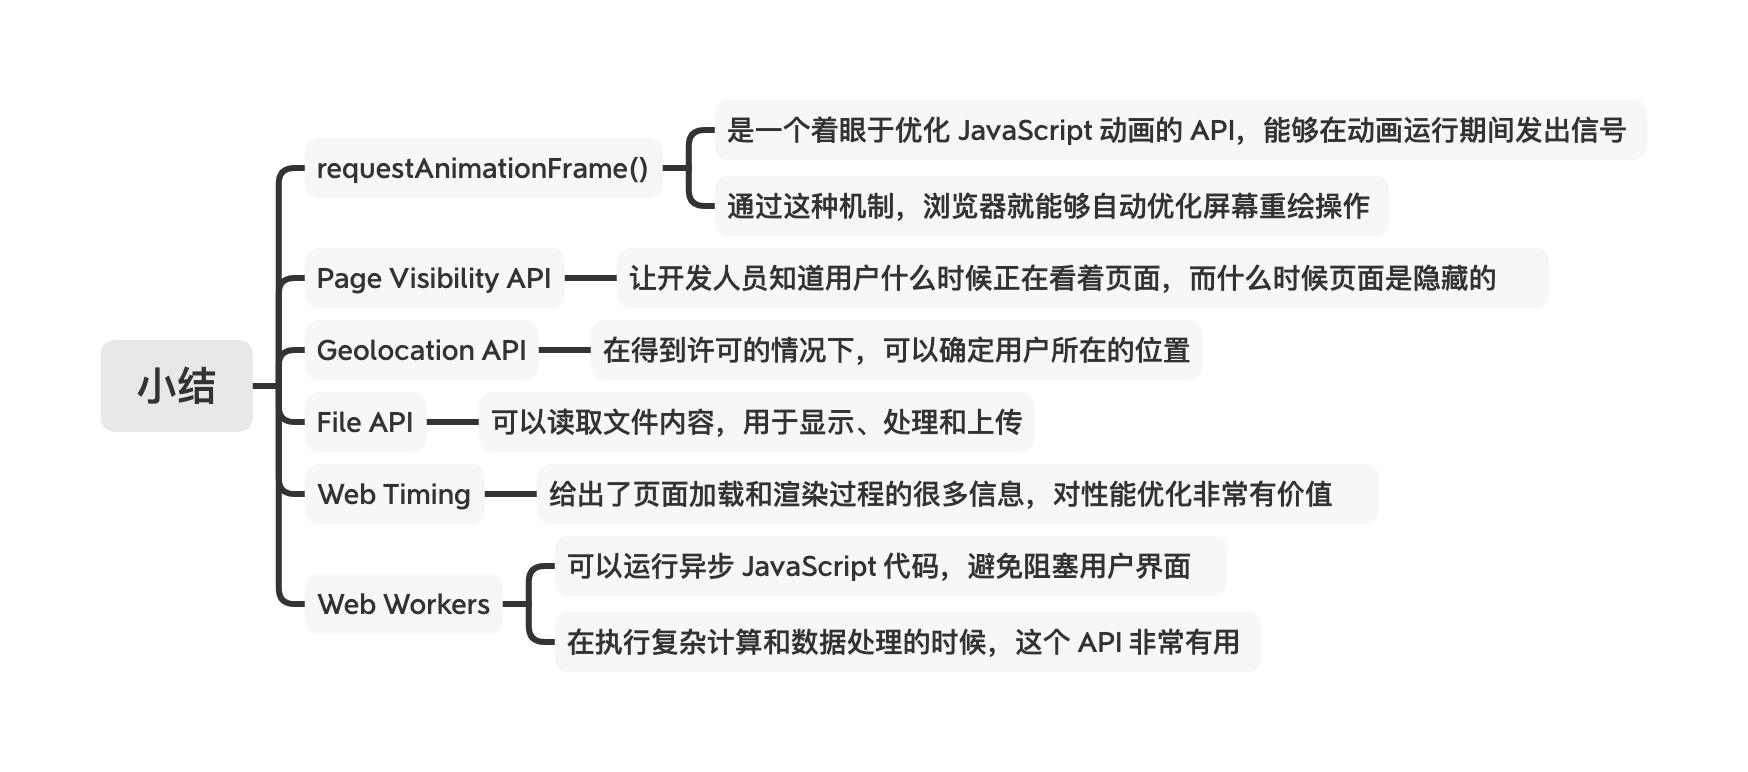 小结
requestAnimationFrame()
是一个着眼于优化 JavaScript 动画的 API，能够在动画运行期间发出信号
通过这种机制，浏览器就能够自动优化屏幕重绘操作
Page Visibility API
让开发人员知道用户什么时候正在看着页面，而什么时候页面是隐藏的
Geolocation API
在得到许可的情况下，可以确定用户所在的位置
File API
可以读取文件内容，用于显示、处理和上传
Web Timing
给出了页面加载和渲染过程的很多信息，对性能优化非常有价值
Web Workers
可以运行异步 JavaScript 代码，避免阻塞用户界面
在执行复杂计算和数据处理的时候，这个 API 非常有用